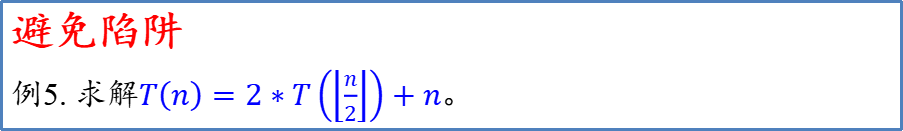 避免陷阱
例5. 求解T(n) = 2 ∗ T(⌊n/2⌋) + n。